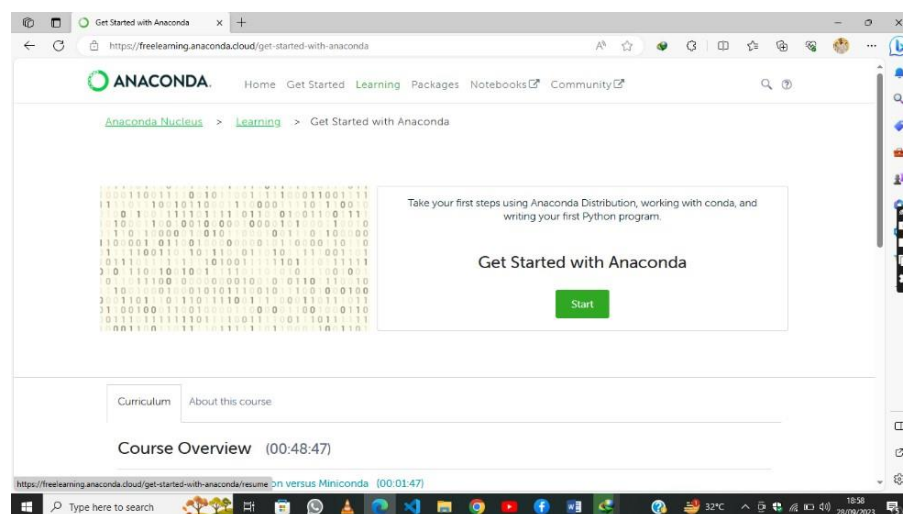 Get Started with Anaconda
https://freelearning.anaconda.cloud/get-started-with-anaconda
ANACONDA.
Home Get Started Learning Packages Notebooks Community
Anaconda Nucleus > Learning > Get Started with Anaconda
Take your first steps using Anaconda Distribution, working with conda, and
writing your first Python program.
Get Started with Anaconda
Start
Curriculum About this course
Course Overview (00:48:47)
https://freelearning.anaconda.cloud/get-started-with-anaconda/resume on versus Miniconda (00:01:47)
Type here to search
32°C
18:58
28/09/2023